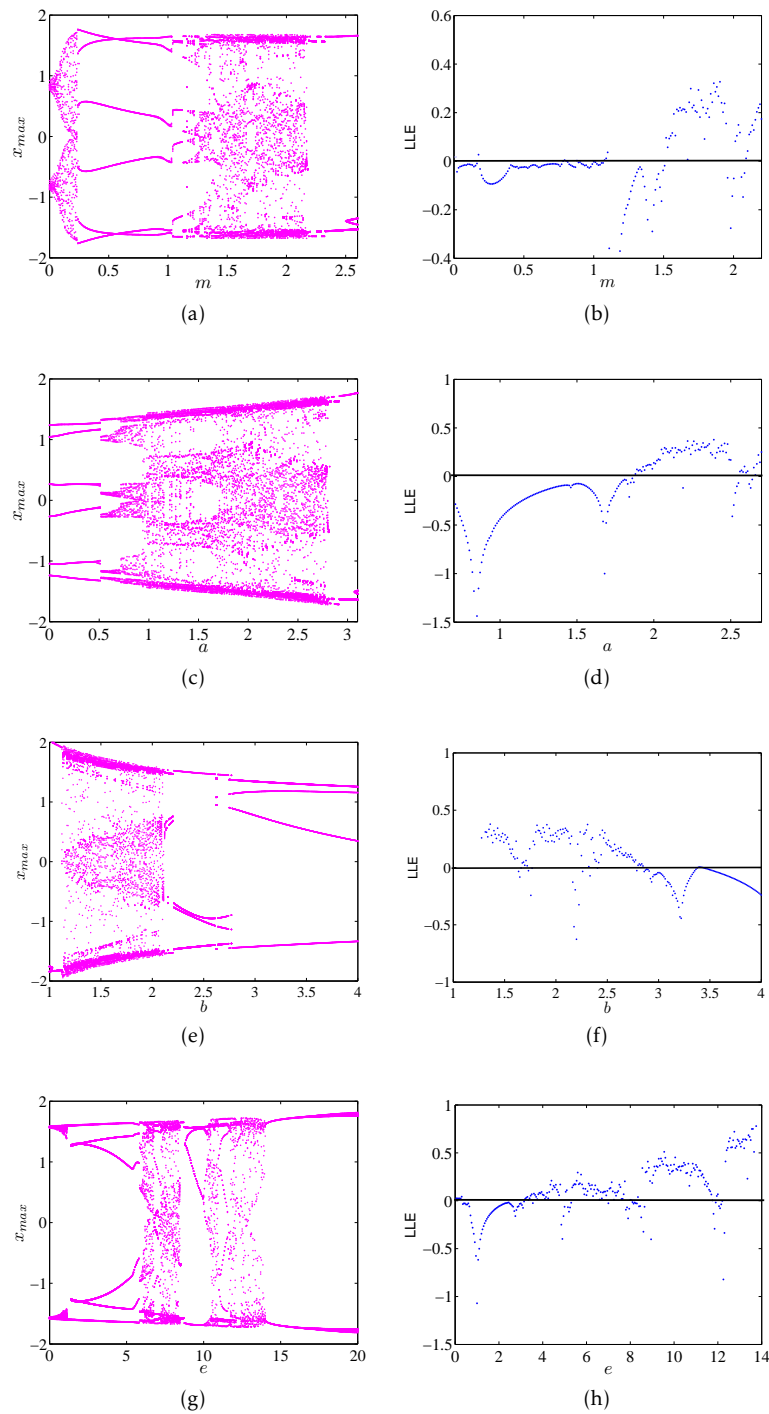 2
1
0
−1
−2
x_max
0 0.5 1 1.5 2 2.5
m
(a)
0.6
0.4
0.2
0
−0.2
−0.4
LLE
0 0.5 1 1.5 2
m
(b)
2
1
0
−1
−2
x_max
0 0.5 1 1.5 2 2.5 3
a
(c)
1
0.5
0
−0.5
−1
−1.5
LLE
1 1.5 2 2.5
a
(d)
2
1
0
−1
−2
x_max
1 1.5 2 2.5 3 3.5 4
b
(e)
1
0.5
0
−0.5
−1
LLE
1 1.5 2 2.5 3 3.5 4
b
(f)
2
1
0
−1
−2
x_max
0 5 10 15 20
e
(g)
1
0.5
0
−0.5
−1
−1.5
LLE
0 2 4 6 8 10 12 14
e
(h)